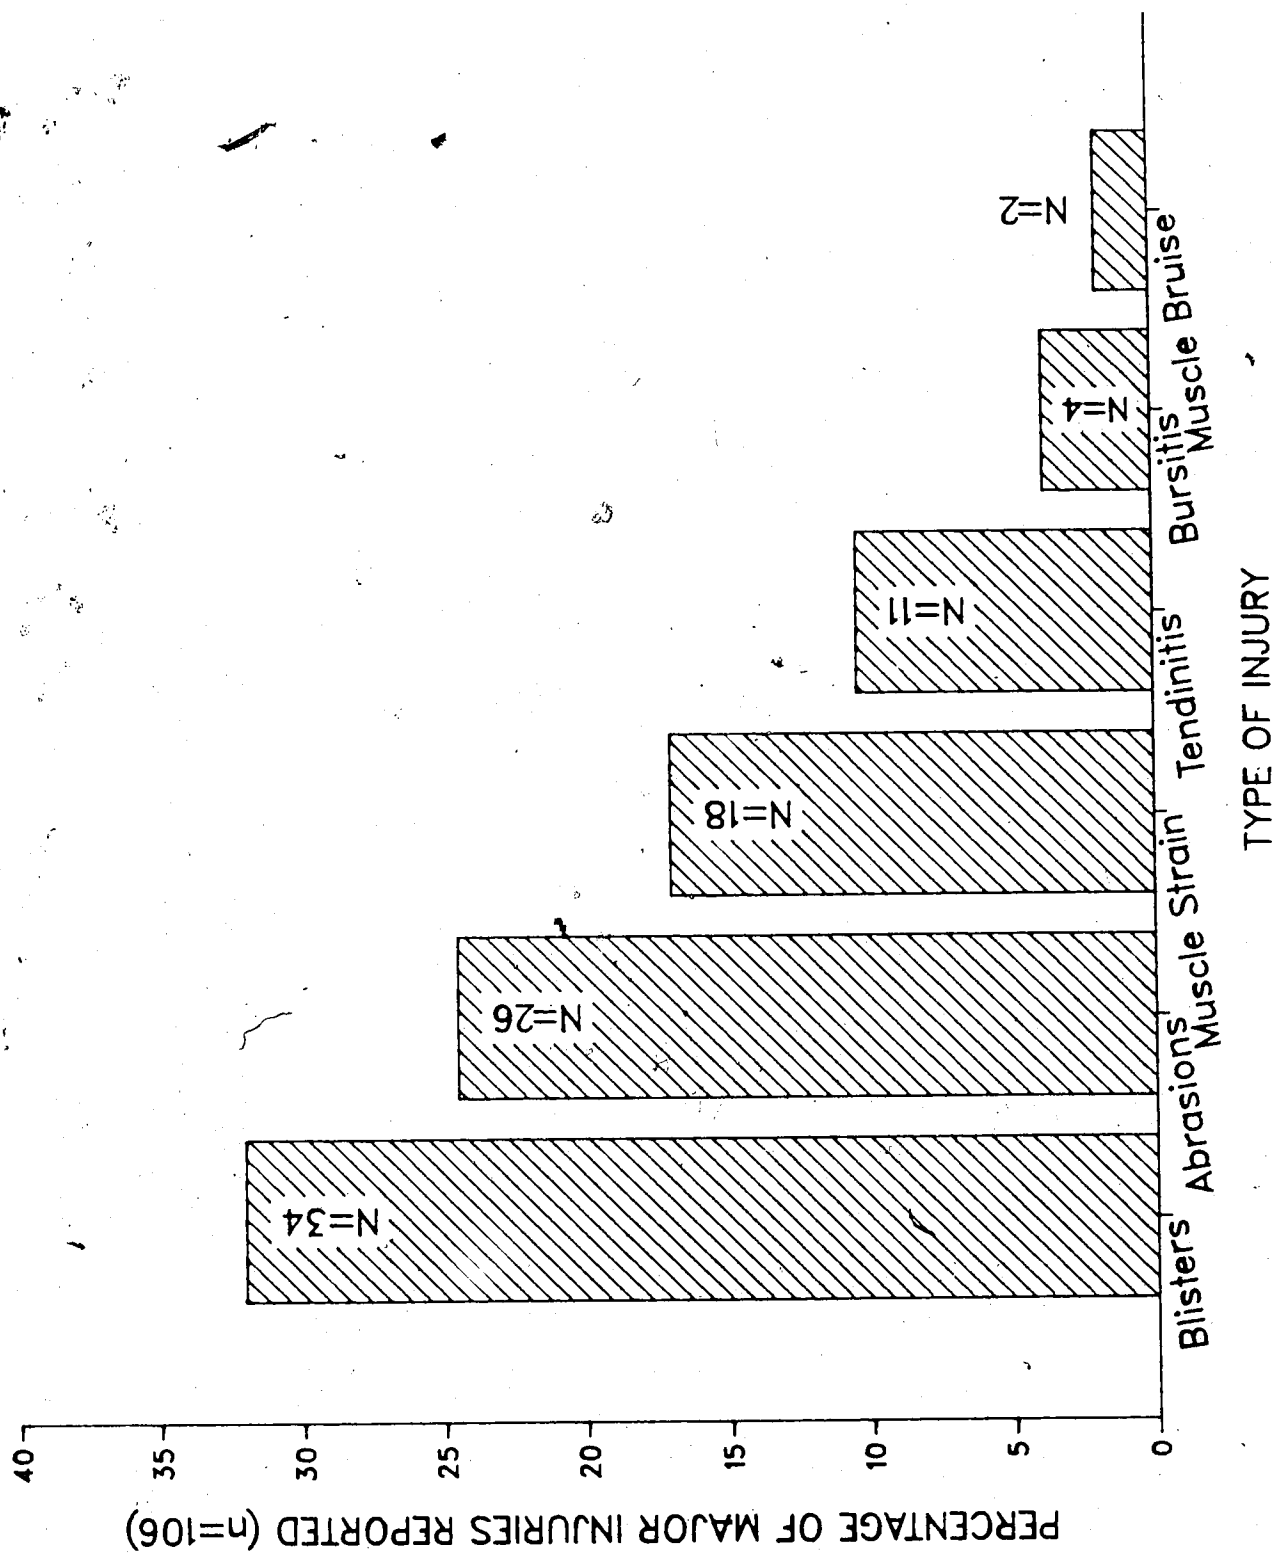 PERCENTAGE OF MAJOR INJURIES REPORTED (n=106)
40
35
30
25
20
15
10
5
0
N=34
N=26
N=18
N=11
N=4
N=2
Blisters
Abrasions
Muscle Strain
Tendinitis
Bursitis
Muscle Bruise
TYPE OF INJURY